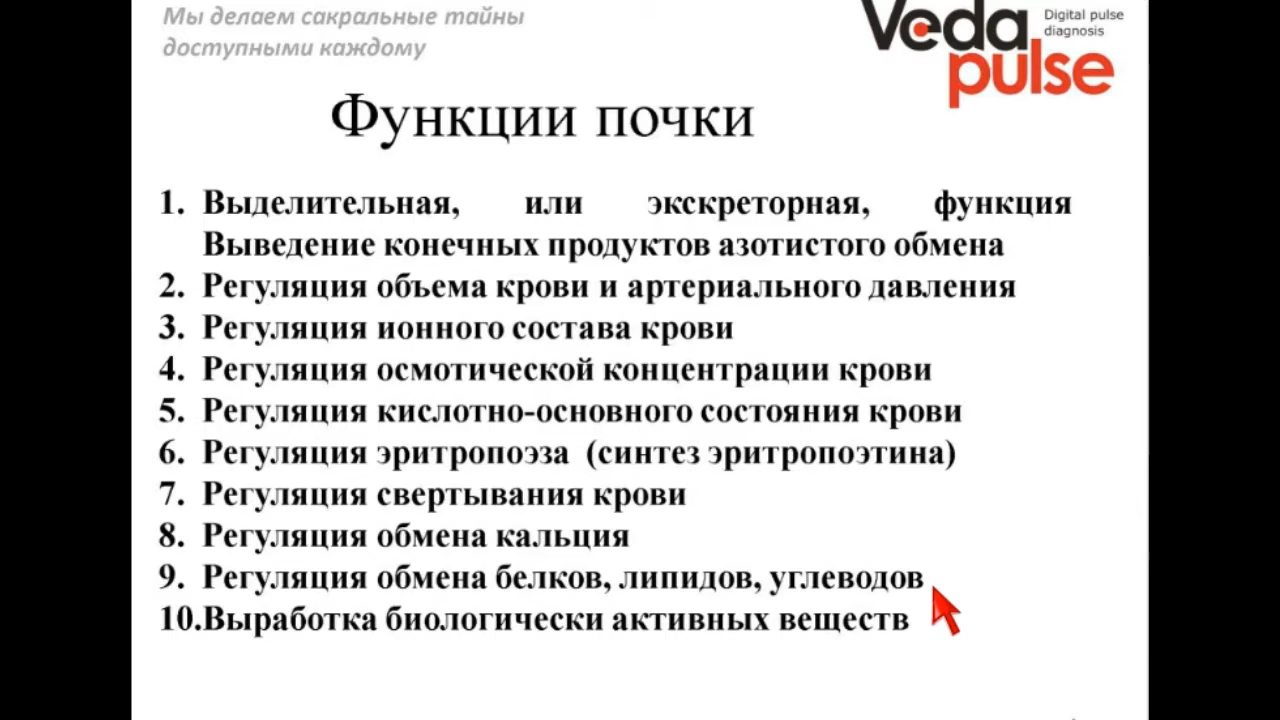 Мы делаем сакральные тайны
доступными каждому
Veda
pulse
Digital pulse
diagnosis
Функции почки
1. Выделительная, или экскреторная, функция
Выведение конечных продуктов азотистого обмена
2. Регуляция объема крови и артериального давления
3. Регуляция ионного состава крови
4. Регуляция осмотической концентрации крови
5. Регуляция кислотно-основного состояния крови
6. Регуляция эритропоэза (синтез эритропоэтина)
7. Регуляция свертывания крови
8. Регуляция обмена кальция
9. Регуляция обмена белков, липидов, углеводов
10.Выработка биологически активных веществ